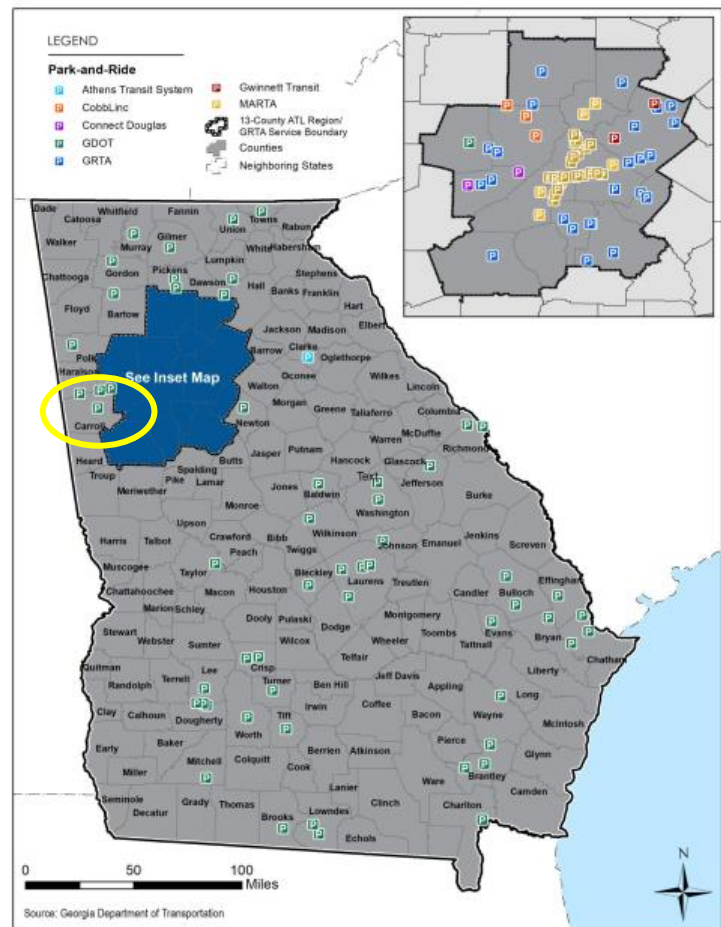 LEGEND
Park-and-Ride
P Athens Transit System
P CobbLinc
P Connect Douglas
P GDOT
P GRTA
P Gwinnett Transit
P MARTA
13-County ATL Region/
GRTA Service Boundary
Counties
Neighboring States
Dade
Catoosa
Whitfield
Fannin
Towns
Rabun
Union
Walker
Murray
Gilmer
White
Habersham
Lumpkin
Chattooga
Gordon
Pickens
Dawson
Stephens
Hall
Banks
Franklin
Hart
Floyd
Bartow
Jackson
Madison
Elbert
Polk
Barrow
Clarke
Oglethorpe
Haralson
See Inset Map
Oconee
Wilkes
Walton
Lincoln
Carroll
Morgan
Greene
Taliaferro
Columbia
Newton
McDuffie
Warren
Richmond
Heard
Butts
Jasper
Putnam
Spalding
Hancock
Glascock
Troup
Pike
Lamar
Text
Jefferson
Meriwether
Jones
Baldwin
Burke
Monroe
Washington
Upson
Crawford
Bibb
Wilkinson
Jenkins
Harris
Talbot
Twiggs
Johnson
Emanuel
Screven
Peach
Muscogee
Taylor
Bleckley
Laurens
Effingham
Chattahoochee
Macon
Houston
Treutlen
Candler
Bulloch
Marion
Schley
Dooly
Pulaski
Montgomery
Stewart
Dodge
Toombs
Evans
Bryan
Webster
Sumter
Wilcox
Wheeler
Tattnall
Chatham
Telfair
Quitman
Lee
Crisp
Liberty
Terrell
Turner
Jeff Davis
Randolph
Ben Hill
Appling
Long
Irwin
Coffee
Clay
Calhoun
Dougherty
Tift
Bacon
Wayne
McIntosh
Worth
Early
Baker
Pierce
Mitchell
Berrien
Atkinson
Glynn
Colquitt
Cook
Miller
Ware
Brantley
Lanier
Camden
Seminole
Grady
Thomas
Clinch
Charlton
Decatur
Brooks
Lowndes
Echols
0 50 100
Miles
N
Source: Georgia Department of Transportation